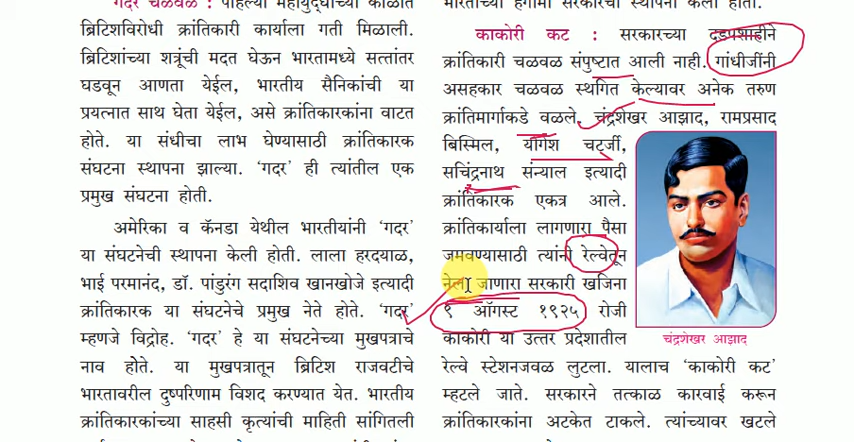 गदर चळवळ : पहिल्या महायुद्धाच्या काळात
ब्रिटिशविरोधी क्रांतिकारी कार्याला गती मिळाली.
ब्रिटिशांच्या शत्रूंची मदत घेऊन भारतामध्ये सत्तांतर
घडवून आणता येईल, भारतीय सैनिकांची या
प्रयत्नात साथ घेता येईल, असे क्रांतिकारकांना वाटत
होते. या संधीचा लाभ घेण्यासाठी क्रांतिकारक
संघटना स्थापना झाल्या. ‘गदर’ ही त्यांतील एक
प्रमुख संघटना होती.
अमेरिका व कॅनडा येथील भारतीयांनी ‘गदर’
या संघटनेची स्थापना केली होती. लाला हरदयाळ,
भाई परमानंद, डॉ. पांडुरंग सदाशिव खानखोजे इत्यादी
क्रांतिकारक या संघटनेचे प्रमुख नेते होते. ‘गदर’
म्हणजे विद्रोह. ‘गदर’ हे या संघटनेच्या मुखपत्राचे
नाव होते. या मुखपत्रातून ब्रिटिश राजवटीचे
भारतावरील दुष्परिणाम विशद करण्यात येत. भारतीय
क्रांतिकारकांच्या साहसी कृत्यांची माहिती सांगितली
भारताच्या हंगामी सरकारची स्थापना केली होती.
काकोरी कट : सरकारच्या दडपशाहीने
क्रांतिकारी चळवळ संपुष्टात आली नाही. गांधीजींनी
असहकार चळवळ स्थगित केल्यावर अनेक तरुण
क्रांतिमार्गाकडे वळले. चंद्रशेखर आझाद, रामप्रसाद
बिस्मिल, योगेश चटर्जी,
सचिंद्रनाथ संन्याल इत्यादी
क्रांतिकारक एकत्र आले.
क्रांतिकार्याला लागणारा पैसा
जमवण्यासाठी त्यांनी रेल्वेतून
नेला जाणारा सरकारी खजिना
९ ऑगस्ट १९२५ रोजी
काकोरी या उत्तर प्रदेशातील
रेल्वे स्टेशनजवळ लुटला. यालाच ‘काकोरी कट’
म्हटले जाते. सरकारने तत्काळ कारवाई करून
क्रांतिकारकांना अटकेत टाकले. त्यांच्यावर खटले
चंद्रशेखर आझाद